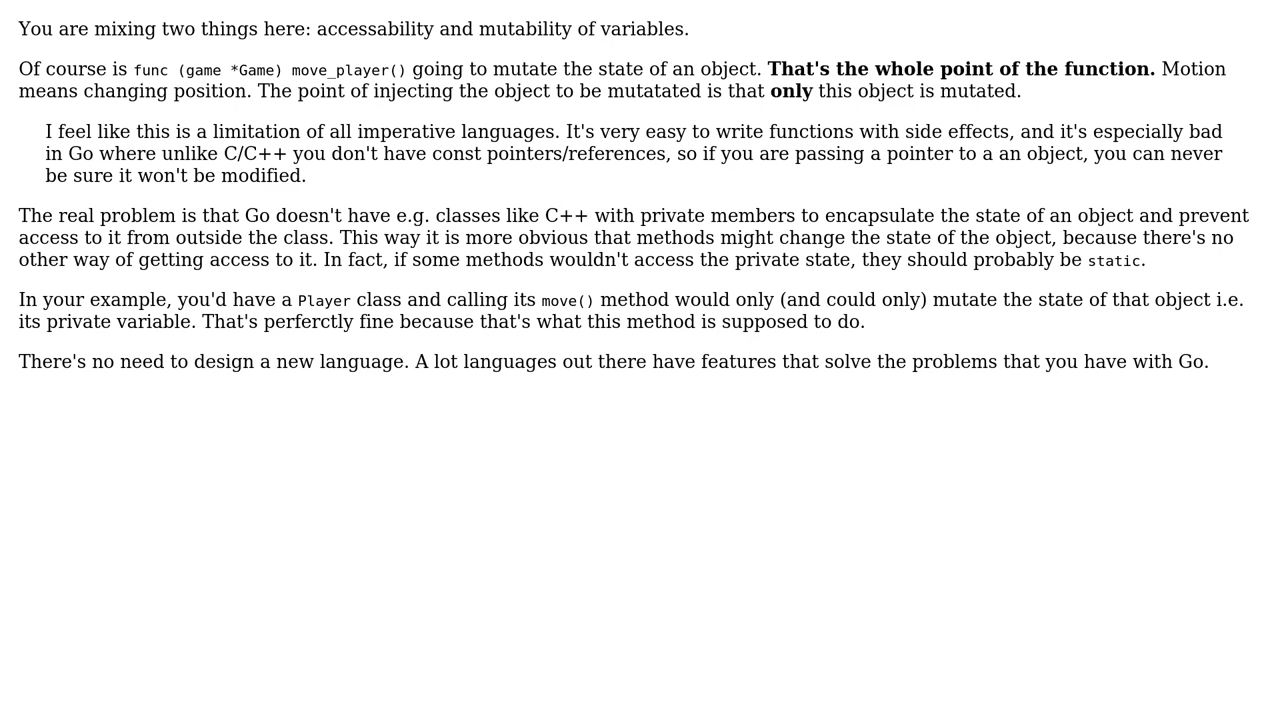 You are mixing two things here: accessability and mutability of variables.
Of course is func (game *Game) move_player() going to mutate the state of an object. That's the whole point of the function. Motion
means changing position. The point of injecting the object to be mutatated is that only this object is mutated.
I feel like this is a limitation of all imperative languages. It's very easy to write functions with side effects, and it's especially bad
in Go where unlike C/C++ you don't have const pointers/references, so if you are passing a pointer to a an object, you can never
be sure it won't be modified.
The real problem is that Go doesn't have e.g. classes like C++ with private members to encapsulate the state of an object and prevent
access to it from outside the class. This way it is more obvious that methods might change the state of the object, because there's no
other way of getting access to it. In fact, if some methods wouldn't access the private state, they should probably be static.
In your example, you'd have a Player class and calling its move() method would only (and could only) mutate the state of that object i.e.
its private variable. That's perferctly fine because that's what this method is supposed to do.
There's no need to design a new language. A lot languages out there have features that solve the problems that you have with Go.